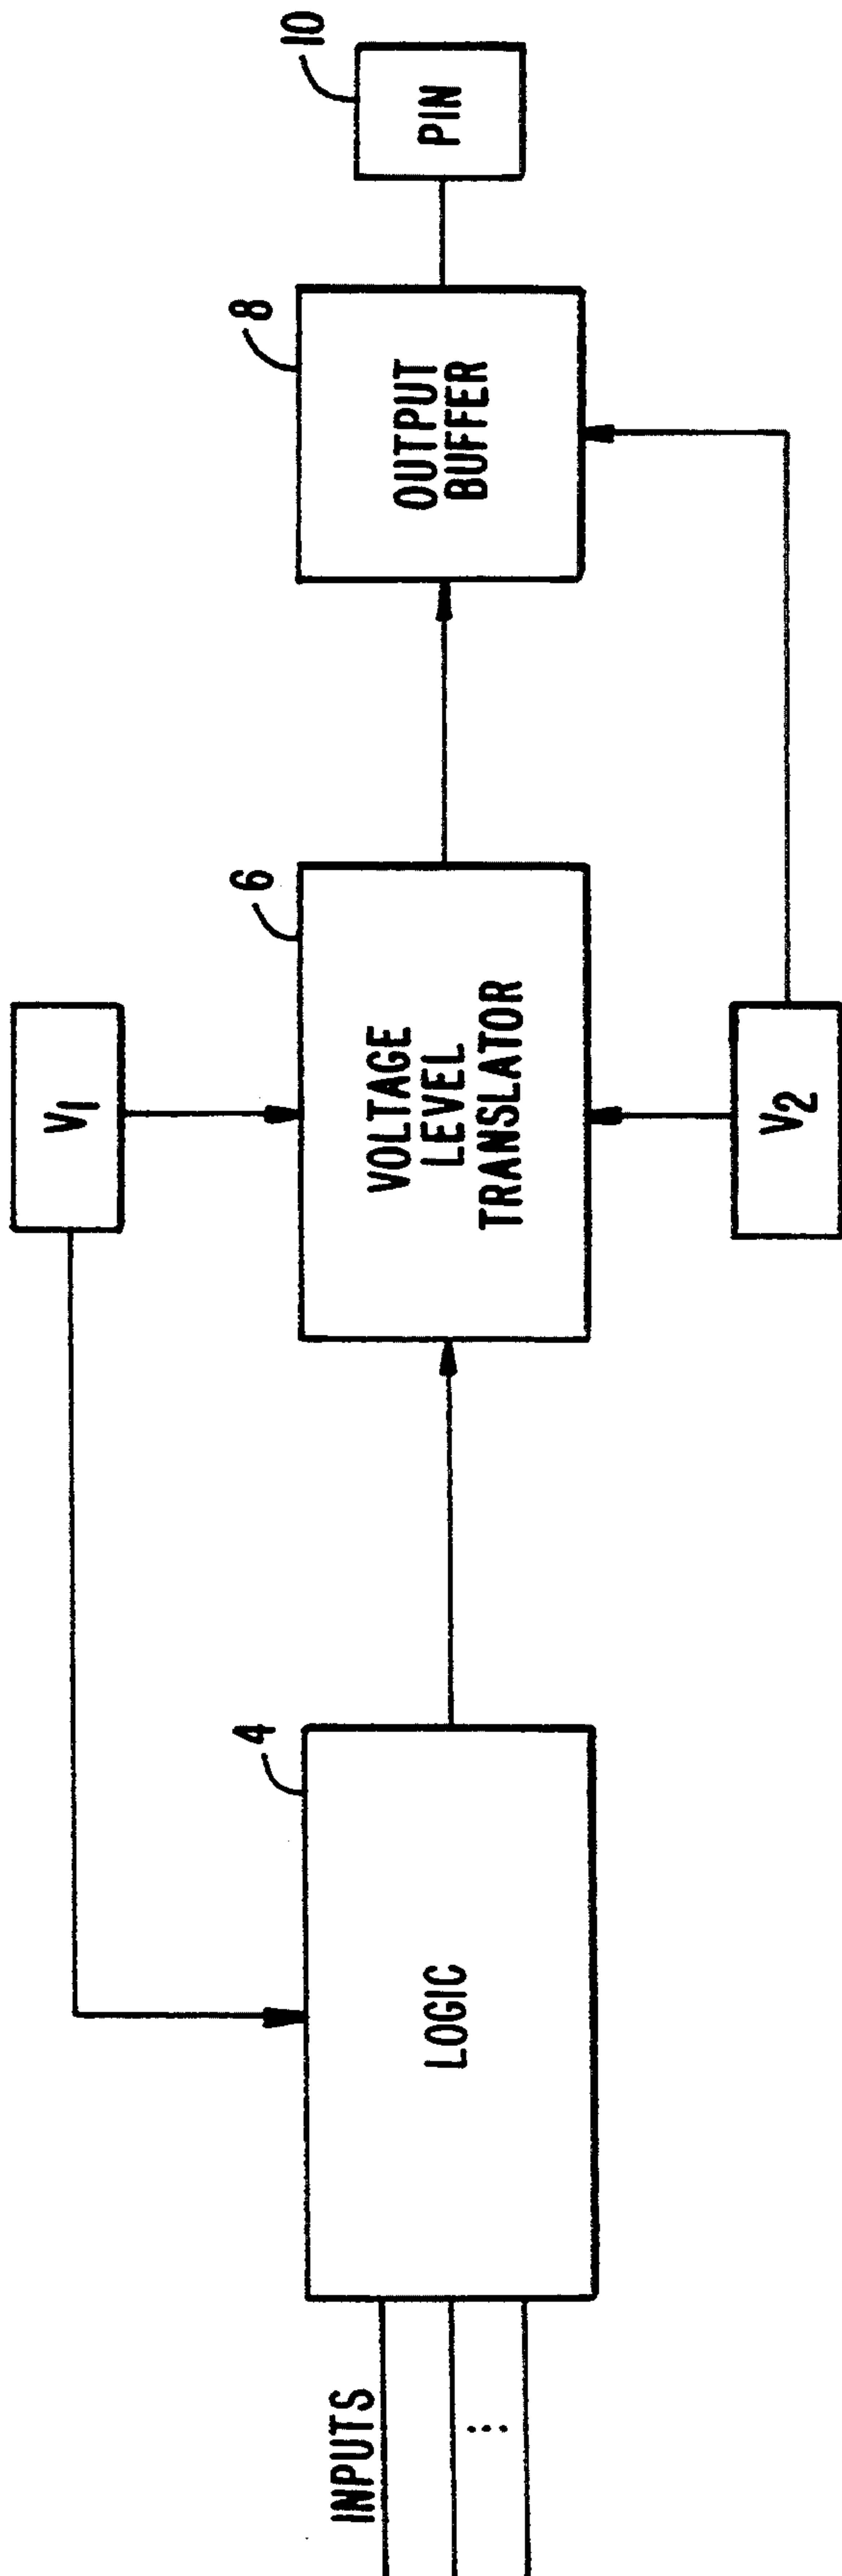 V1
INPUTS
⋮
4
LOGIC
6
VOLTAGE
LEVEL
TRANSLATOR
8
OUTPUT
BUFFER
10
PIN
V2